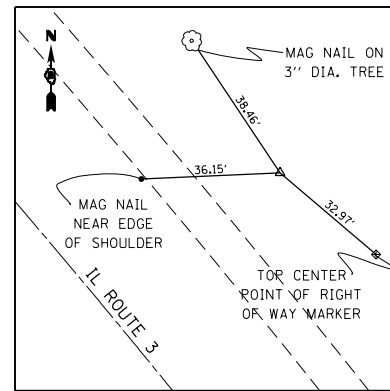 N
MAG NAIL ON
3'' DIA. TREE
38.46'
36.15'
32.97'
MAG NAIL
NEAR EDGE
OF SHOULDER
TOP CENTER
POINT OF RIGHT
OF WAY MARKER
IL ROUTE 3